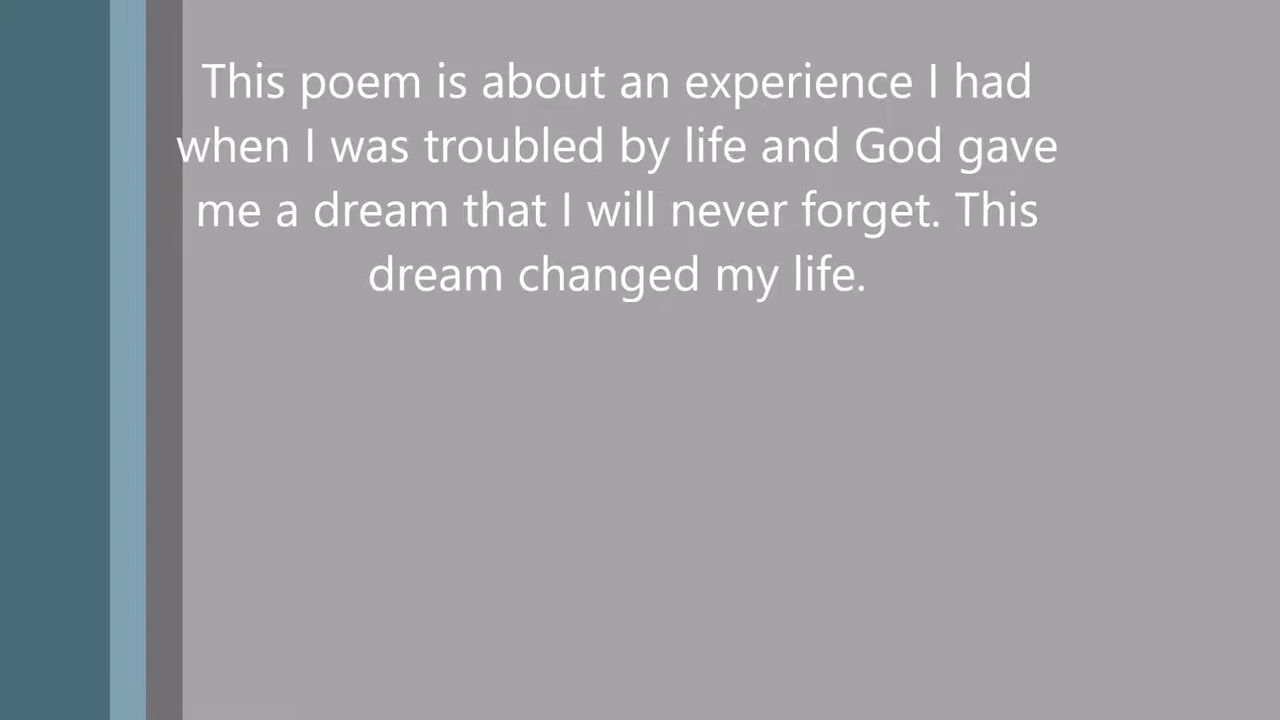 This poem is about an experience I had
when I was troubled by life and God gave
me a dream that I will never forget. This
dream changed my life.